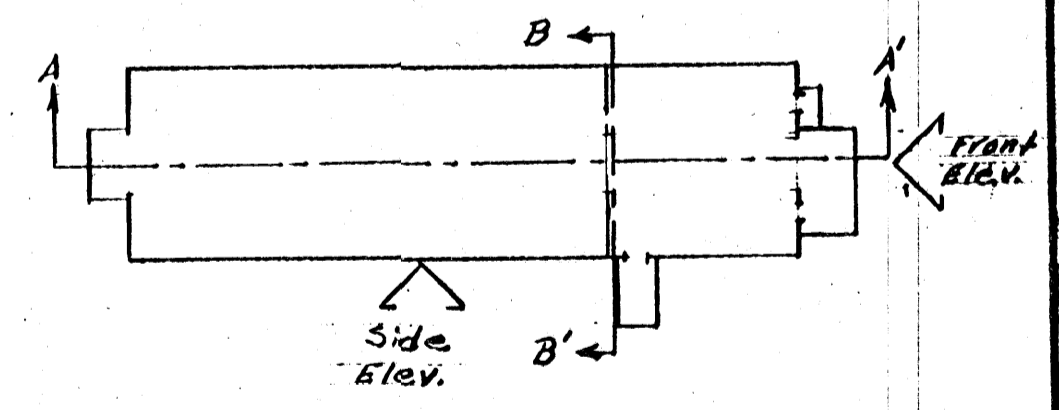 B
A
A'
Front
Elev.
Side
Elev.
B'